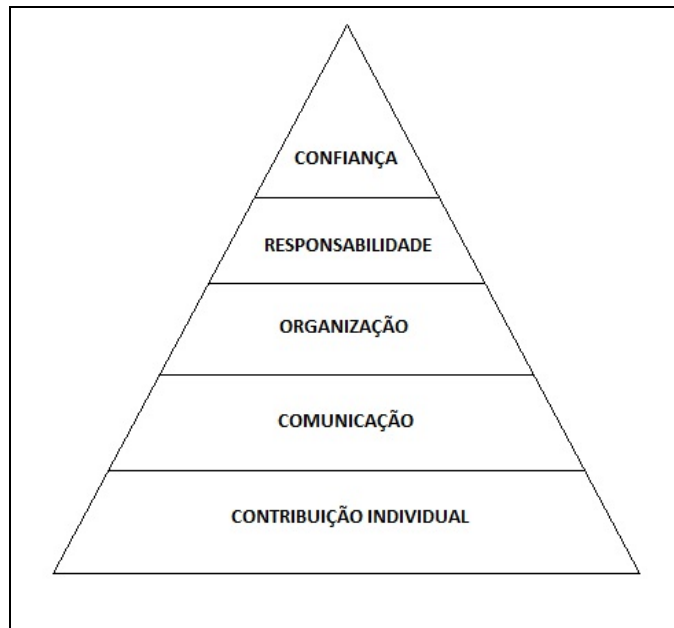 CONFIANÇA
RESPONSABILIDADE
ORGANIZAÇÃO
COMUNICAÇÃO
CONTRIBUIÇÃO INDIVIDUAL